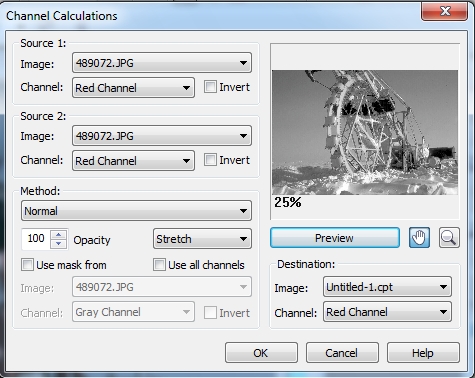 Channel Calculations
Source 1:
Image: 489072.JPG
Channel: Red Channel Invert
Source 2:
Image: 489072.JPG
Channel: Red Channel Invert
Method:
Normal
100 Opacity Stretch
Use mask from Use all channels
Image: 489072.JPG
Channel: Gray Channel Invert
25%
Preview
Destination:
Image: Untitled-1.cpt
Channel: Red Channel
OK Cancel Help